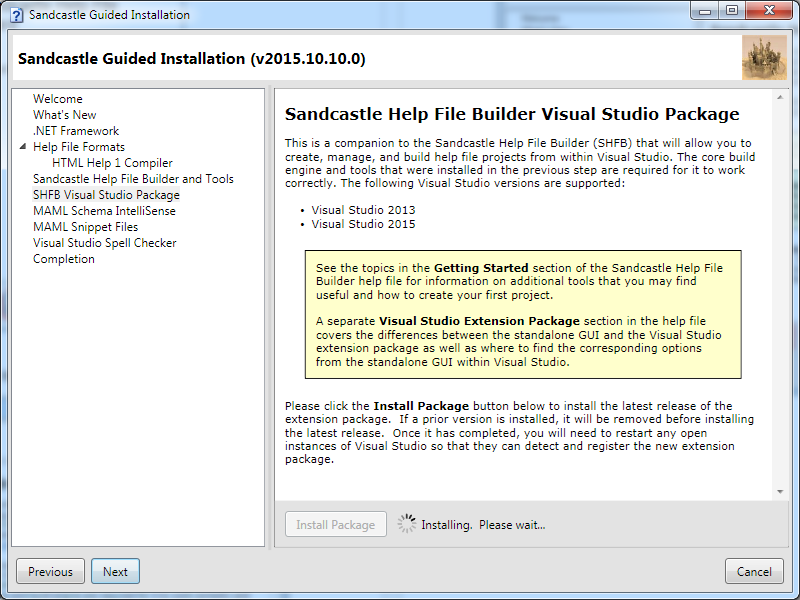 Sandcastle Guided Installation
Sandcastle Guided Installation (v2015.10.10.0)
Welcome
What's New
.NET Framework
Help File Formats
HTML Help 1 Compiler
Sandcastle Help File Builder and Tools
SHFB Visual Studio Package
MAML Schema IntelliSense
MAML Snippet Files
Visual Studio Spell Checker
Completion
Sandcastle Help File Builder Visual Studio Package
This is a companion to the Sandcastle Help File Builder (SHFB) that will allow you to
create, manage, and build help file projects from within Visual Studio. The core build
engine and tools that were installed in the previous step are required for it to work
correctly. The following Visual Studio versions are supported:
• Visual Studio 2013
• Visual Studio 2015
See the topics in the Getting Started section of the Sandcastle Help File
Builder help file for information on additional tools that you may find
useful and how to create your first project.
A separate Visual Studio Extension Package section in the help file
covers the differences between the standalone GUI and the Visual Studio
extension package as well as where to find the corresponding options
from the standalone GUI within Visual Studio.
Please click the Install Package button below to install the latest release of the
extension package. If a prior version is installed, it will be removed before installing
the latest release. Once it has completed, you will need to restart any open
instances of Visual Studio so that they can detect and register the new extension
package.
Install Package
Installing. Please wait...
Previous
Next
Cancel